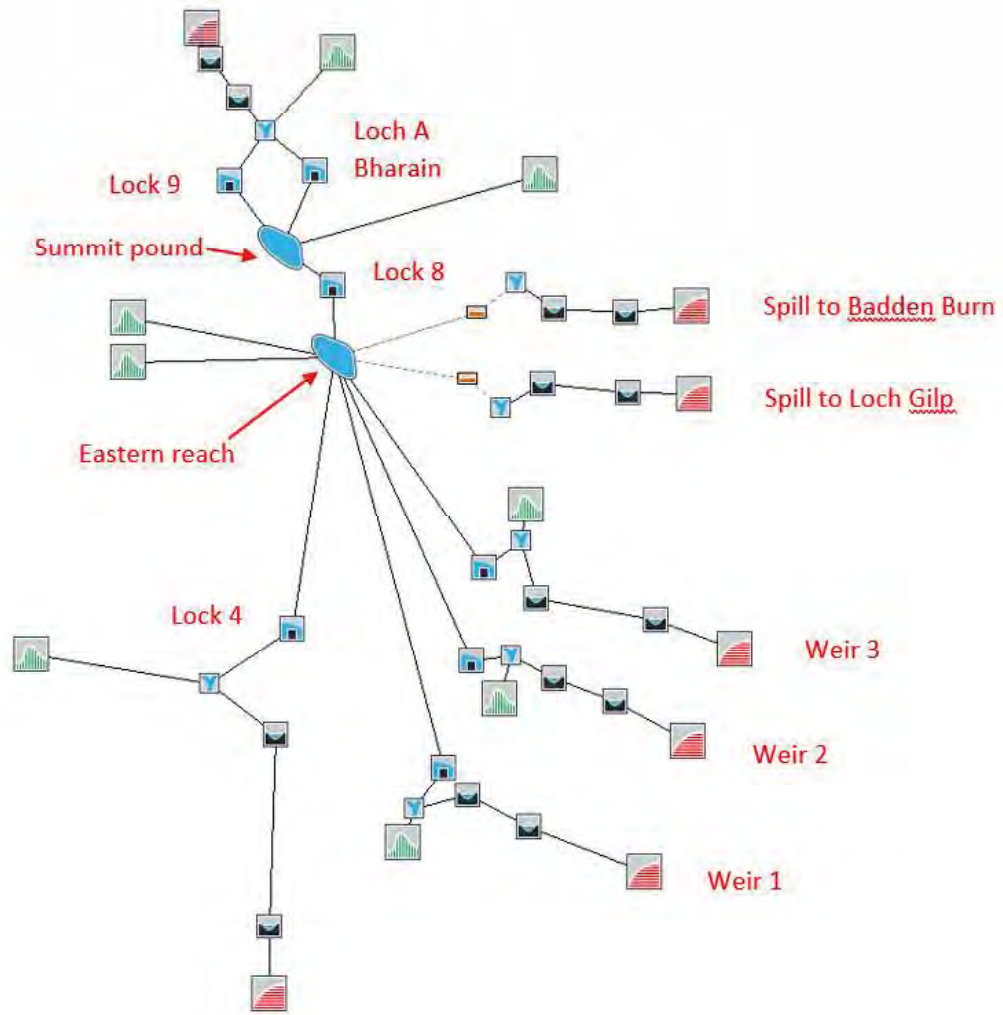 Loch A
Bharain
Lock 9
Summit pound
Lock 8
Spill to Badden Burn
Spill to Loch Gilp
Eastern reach
Lock 4
Weir 3
Weir 2
Weir 1